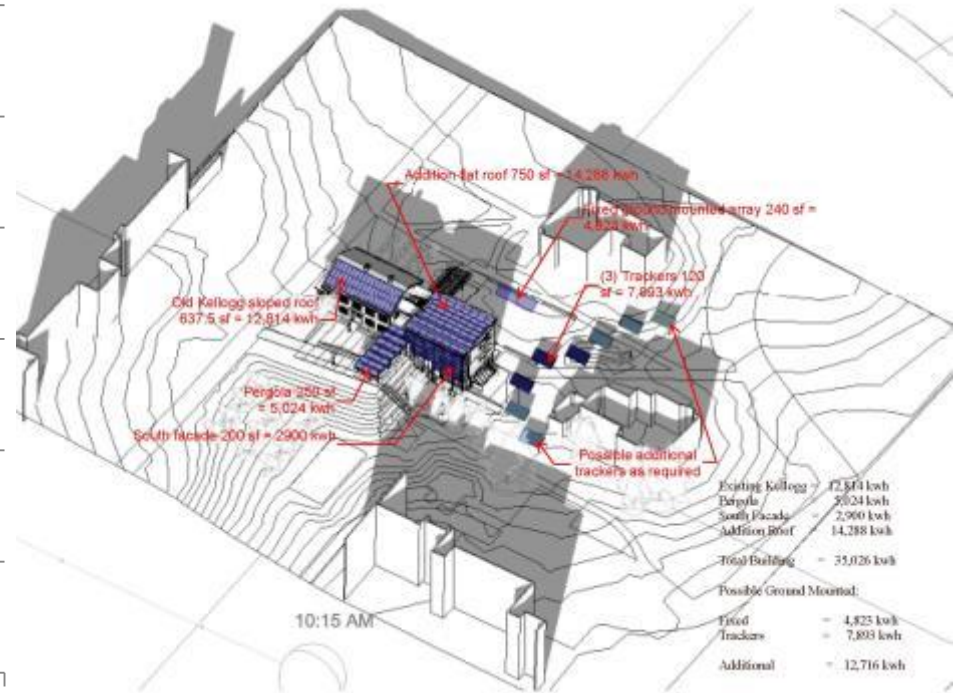 Addition flat roof 750 sf = 14,288 kwh
Fixed ground mounted array 240 sf =
kwh
(3) Trackers 120
sf = 7,893 kwh
Old Kellogg sloped roof
637.5 sf = 12,814 kwh
Pergola 250 sf
= 5,024 kwh
South facade 200 sf = 2900 kwh
Possible additional
trackers as required
Existing Kellogg = 12,814 kwh
Pergola 5,024 kwh
South Facade 2,900 kwh
Addition Roof = 14,288 kwh
Total Building = 35,026 kwh
Possible Ground Mounted:
Fixed = 4,823 kwh
Trackers = 7,893 kwh
Additional = 12,716 kwh
10:15 AM